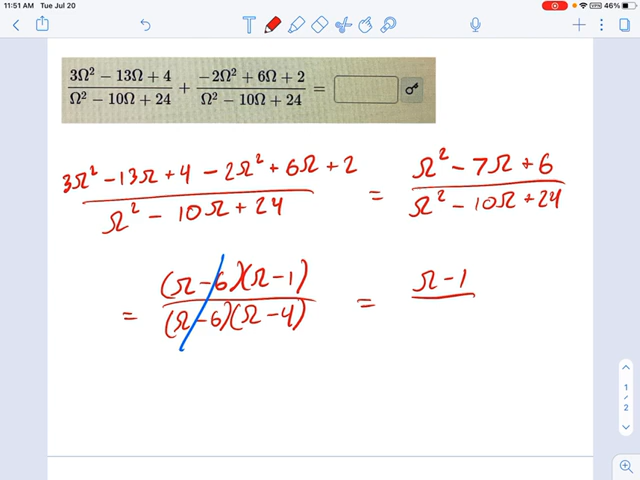 11:51 AM Tue Jul 20
46%
(3Ω² − 13Ω + 4)/(Ω² − 10Ω + 24) + (−2Ω² + 6Ω + 2)/(Ω² − 10Ω + 24) =
(3Ω² − 13Ω + 4 − 2Ω² + 6Ω + 2)/(Ω² − 10Ω + 24) = (Ω² − 7Ω + 6)/(Ω² − 10Ω + 24)
= (Ω − 6)(Ω − 1)/(Ω − 6)(Ω − 4) = Ω − 1
1/2